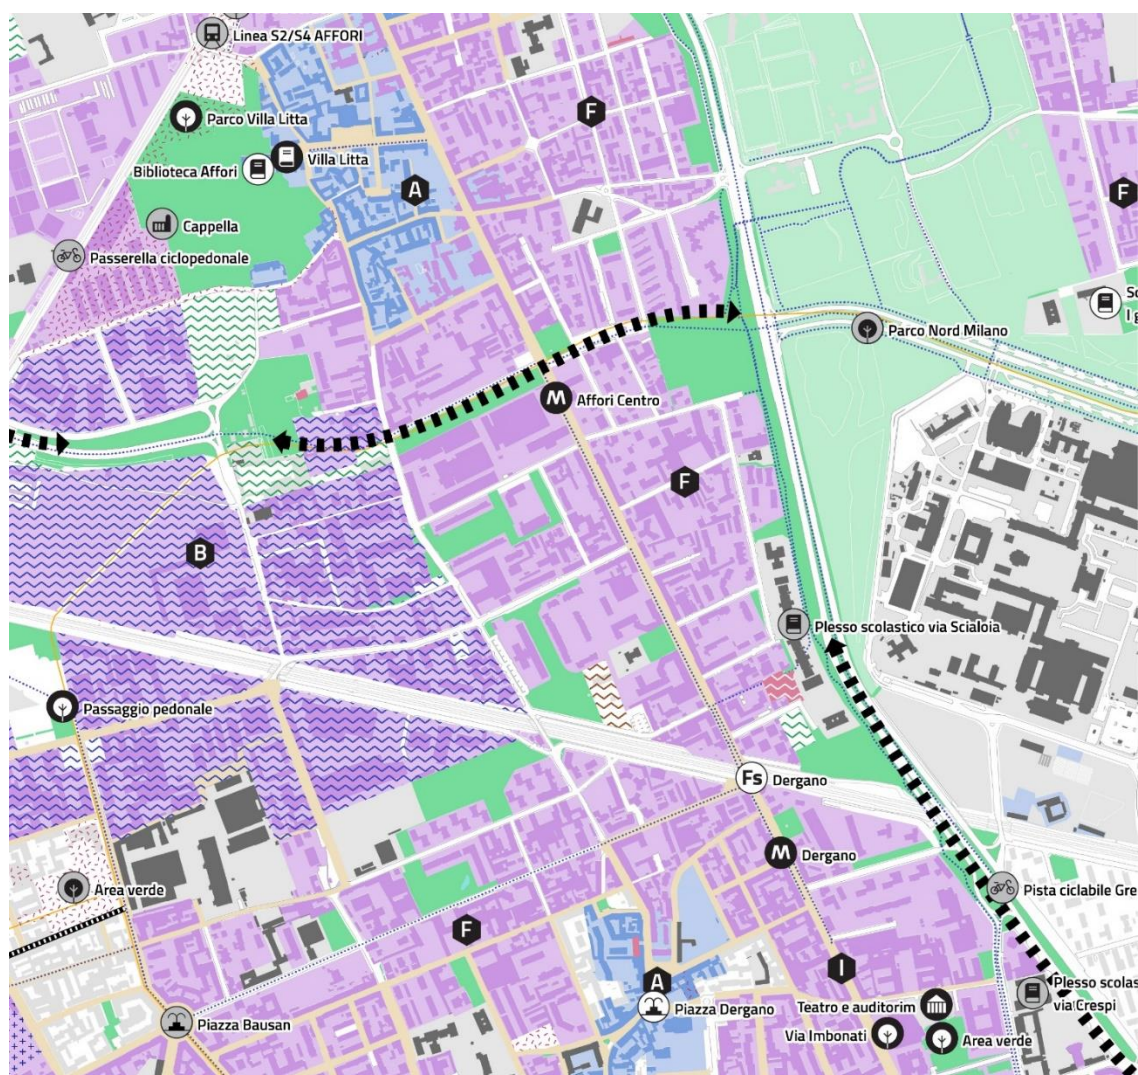 Linea S2/S4 AFFORI
Parco Villa Litta
F
Villa Litta
Biblioteca Affori
A
F
Cappella
Passerella ciclopedonale
Parco Nord Milano
M
Affori Centro
F
B
Plesso scolastico via Scialoia
Passaggio pedonale
Fs
Dergano
M
Dergano
Area verde
Pista ciclabile Gre
F
I
A
Plesso scolas
via Crespi
Teatro e auditorim
Piazza Bausan
Piazza Dergano
Via Imbonati
Area verde